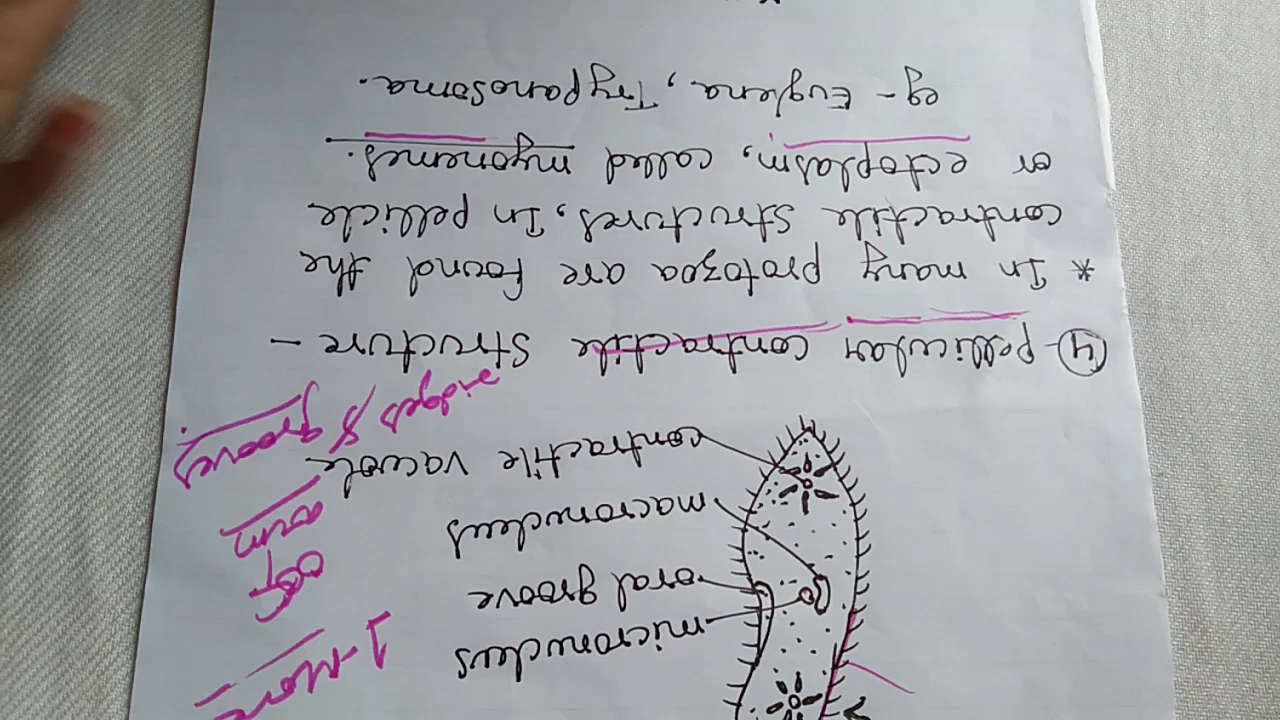 micronucleus
oral groove
macronucleus
contractile vacuole
ridges & grooves
④-pellicular contractile structure -
* In many protozoa are found the
contractile structures, In pellicle
or ectoplasm, called myonemes.
eg- Euglena, Trypanosoma.